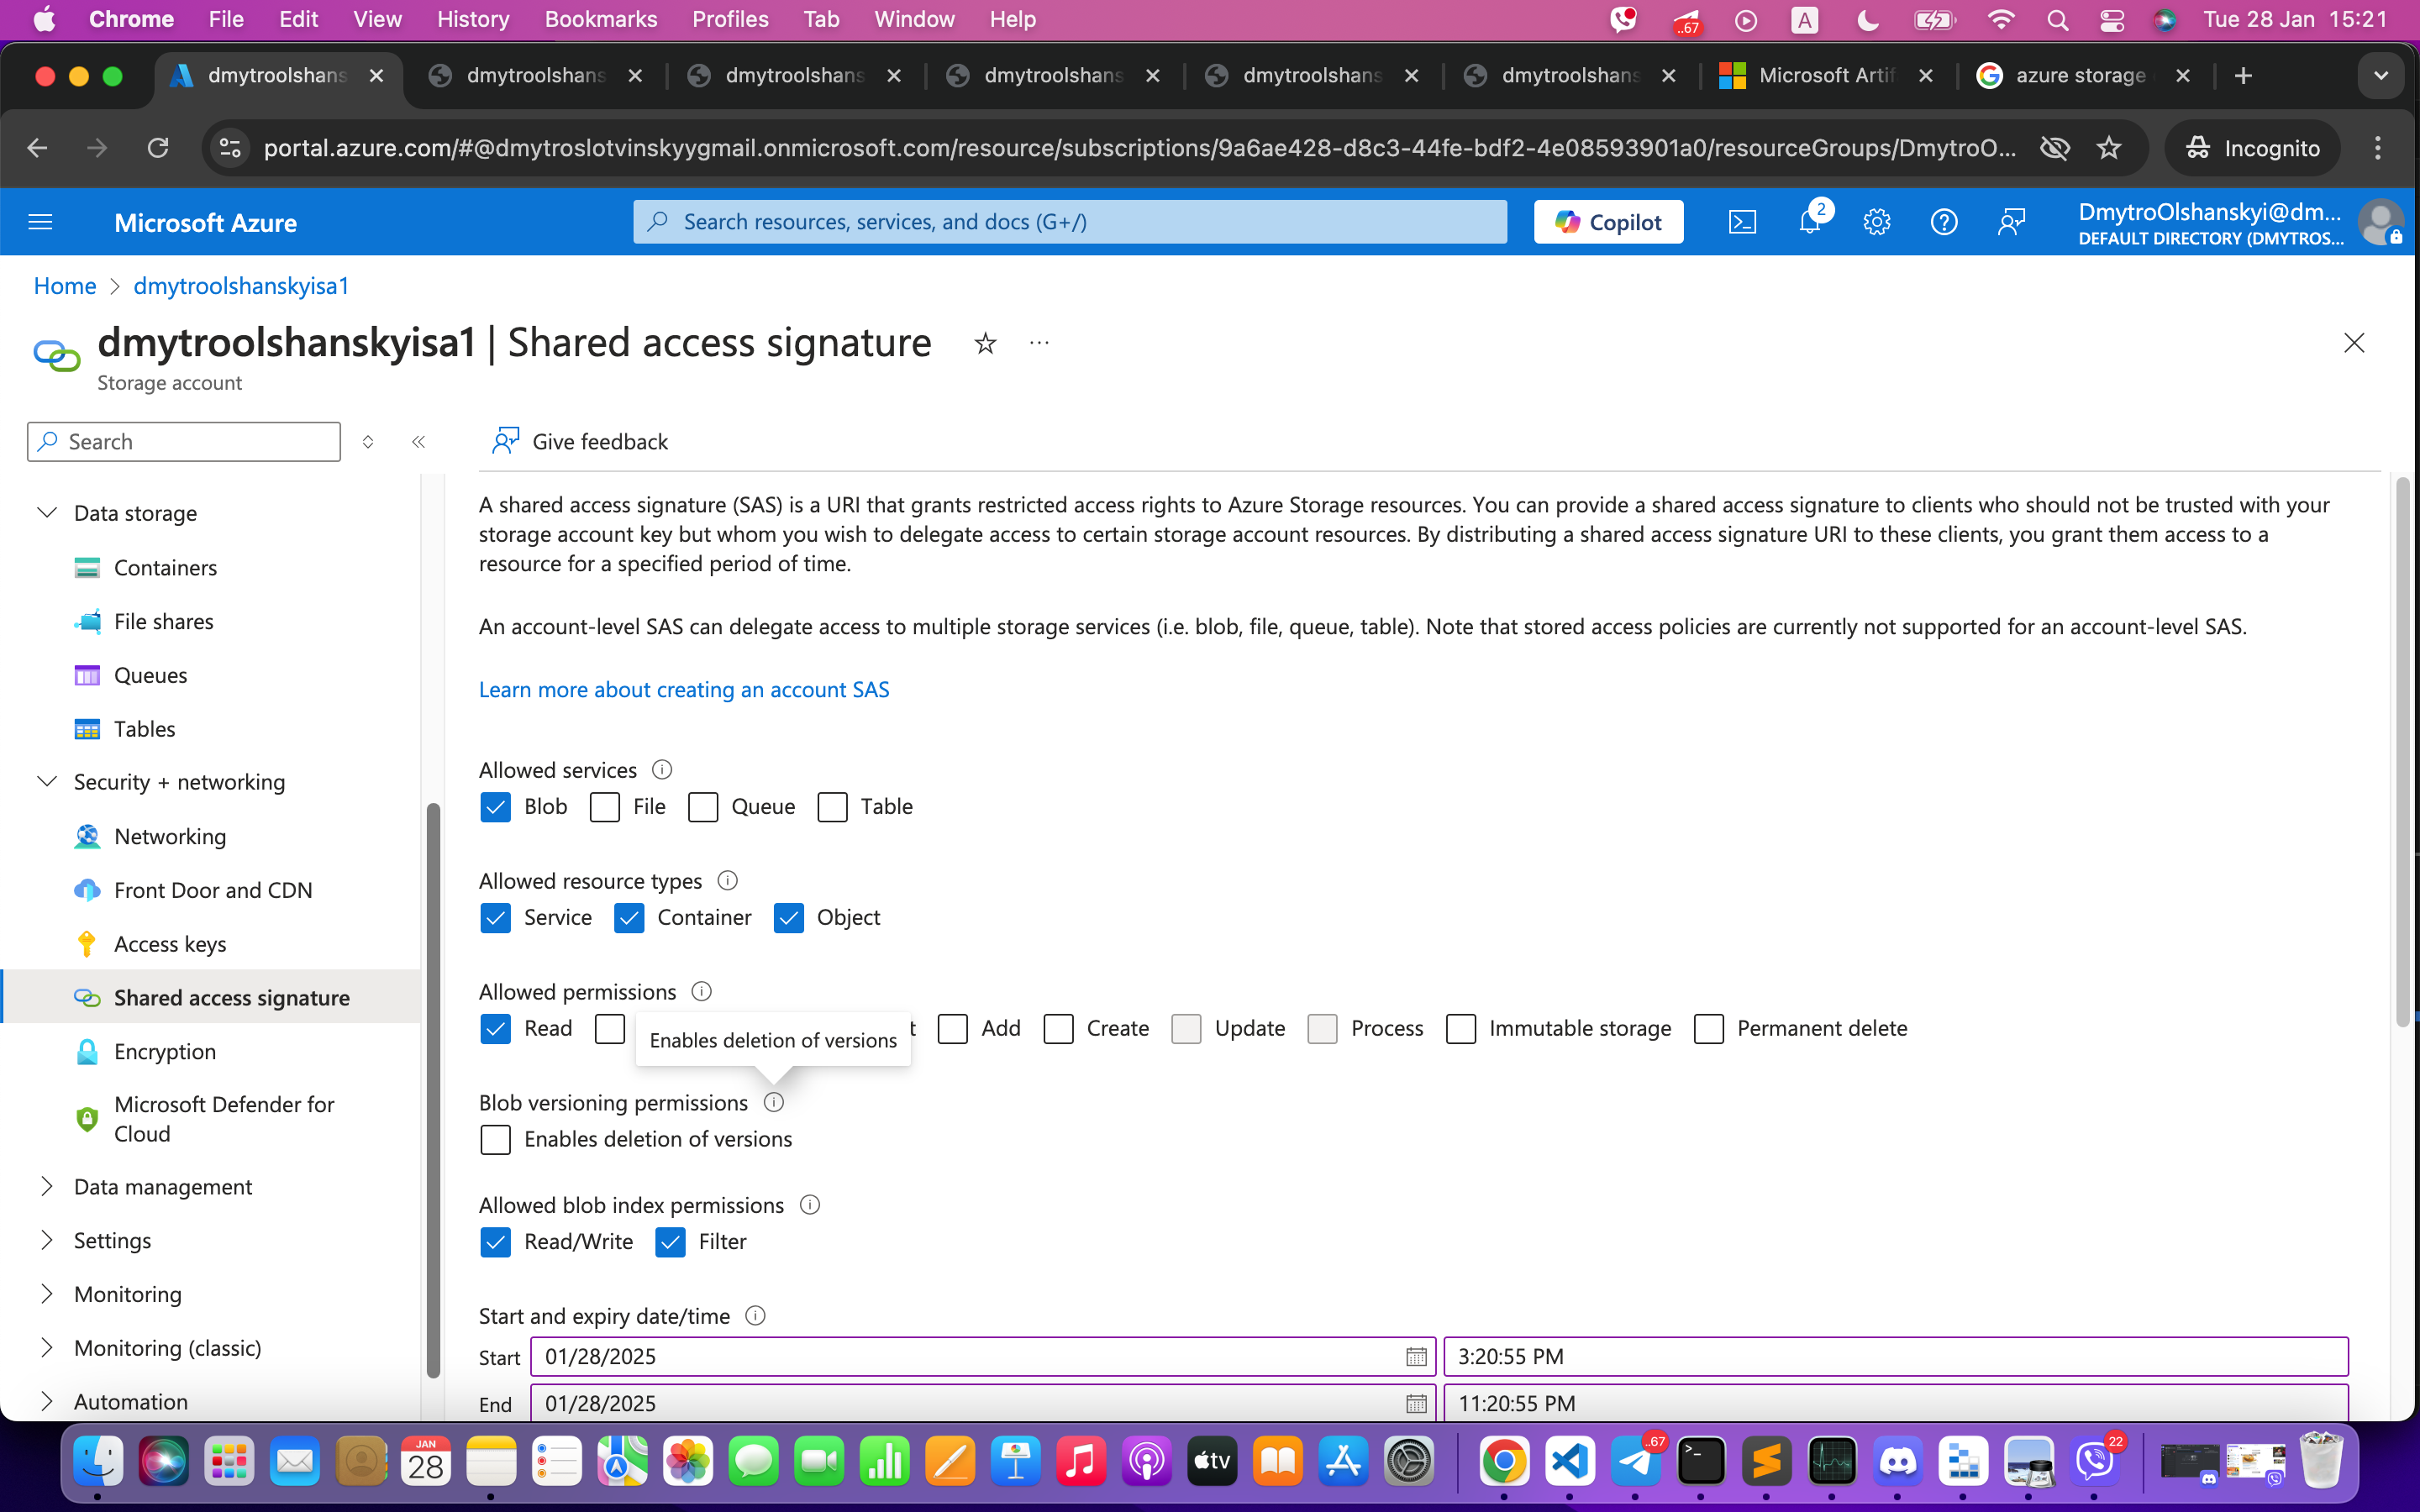 Chrome File Edit View History Bookmarks Profiles Tab Window Help ..67 A Tue 28 Jan 15:21
dmytroolshans dmytroolshans dmytroolshans dmytroolshans dmytroolshans dmytroolshans Microsoft Artif azure storage
portal.azure.com/#@dmytroslotvinskyygmail.onmicrosoft.com/resource/subscriptions/9a6ae428-d8c3-44fe-bdf2-4e08593901a0/resourceGroups/DmytroO... Incognito
Microsoft Azure
Search resources, services, and docs (G+/)
Copilot
2
DmytroOlshanskyi@dm...
DEFAULT DIRECTORY (DMYTROS...
Home > dmytroolshanskyisa1
dmytroolshanskyisa1 | Shared access signature
Storage account
Search
Data storage
Containers
File shares
Queues
Tables
Security + networking
Networking
Front Door and CDN
Access keys
Shared access signature
Encryption
Microsoft Defender for
Cloud
Data management
Settings
Monitoring
Monitoring (classic)
Automation
Give feedback
A shared access signature (SAS) is a URI that grants restricted access rights to Azure Storage resources. You can provide a shared access signature to clients who should not be trusted with your
storage account key but whom you wish to delegate access to certain storage account resources. By distributing a shared access signature URI to these clients, you grant them access to a
resource for a specified period of time.
An account-level SAS can delegate access to multiple storage services (i.e. blob, file, queue, table). Note that stored access policies are currently not supported for an account-level SAS.
Learn more about creating an account SAS
Allowed services
Blob File Queue Table
Allowed resource types
Service Container Object
Allowed permissions
Read t Add Create Update Process Immutable storage Permanent delete
Enables deletion of versions
Blob versioning permissions
Enables deletion of versions
Allowed blob index permissions
Read/Write Filter
Start and expiry date/time
Start 01/28/2025 3:20:55 PM
End 01/28/2025 11:20:55 PM
JAN
28
tv
..67
22